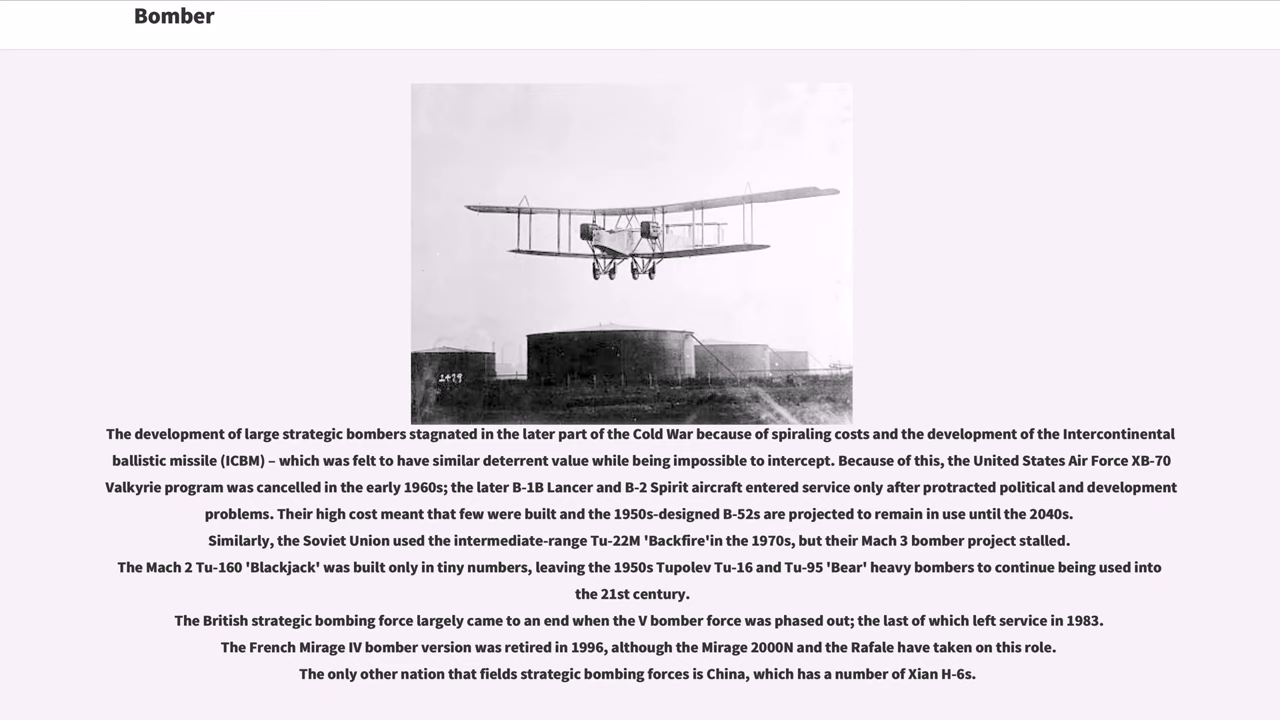 Bomber
1479
The development of large strategic bombers stagnated in the later part of the Cold War because of spiraling costs and the development of the Intercontinental
ballistic missile (ICBM) – which was felt to have similar deterrent value while being impossible to intercept. Because of this, the United States Air Force XB-70
Valkyrie program was cancelled in the early 1960s; the later B-1B Lancer and B-2 Spirit aircraft entered service only after protracted political and development
problems. Their high cost meant that few were built and the 1950s-designed B-52s are projected to remain in use until the 2040s.
Similarly, the Soviet Union used the intermediate-range Tu-22M 'Backfire'in the 1970s, but their Mach 3 bomber project stalled.
The Mach 2 Tu-160 'Blackjack' was built only in tiny numbers, leaving the 1950s Tupolev Tu-16 and Tu-95 'Bear' heavy bombers to continue being used into
the 21st century.
The British strategic bombing force largely came to an end when the V bomber force was phased out; the last of which left service in 1983.
The French Mirage IV bomber version was retired in 1996, although the Mirage 2000N and the Rafale have taken on this role.
The only other nation that fields strategic bombing forces is China, which has a number of Xian H-6s.